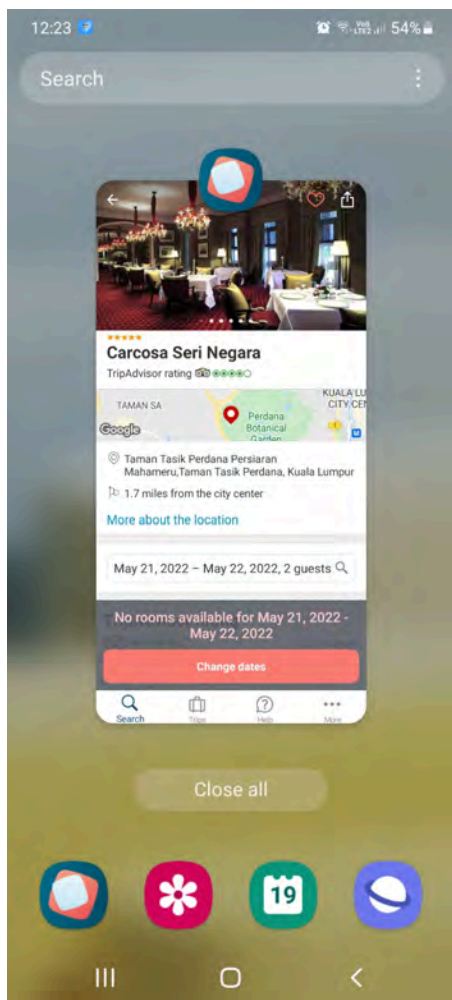 12:23
Vo))
LTE2
54%
Search
Carcosa Seri Negara
TripAdvisor rating
TAMAN SA
KUALA LU
CITY CEN
Perdana
Botanical
Garden
Google
Taman Tasik Perdana Persiaran
Mahameru,Taman Tasik Perdana, Kuala Lumpur
1.7 miles from the city center
More about the location
May 21, 2022 – May 22, 2022, 2 guests
No rooms available for May 21, 2022 -
May 22, 2022
Change dates
Search
Trips
Help
More
Close all
19